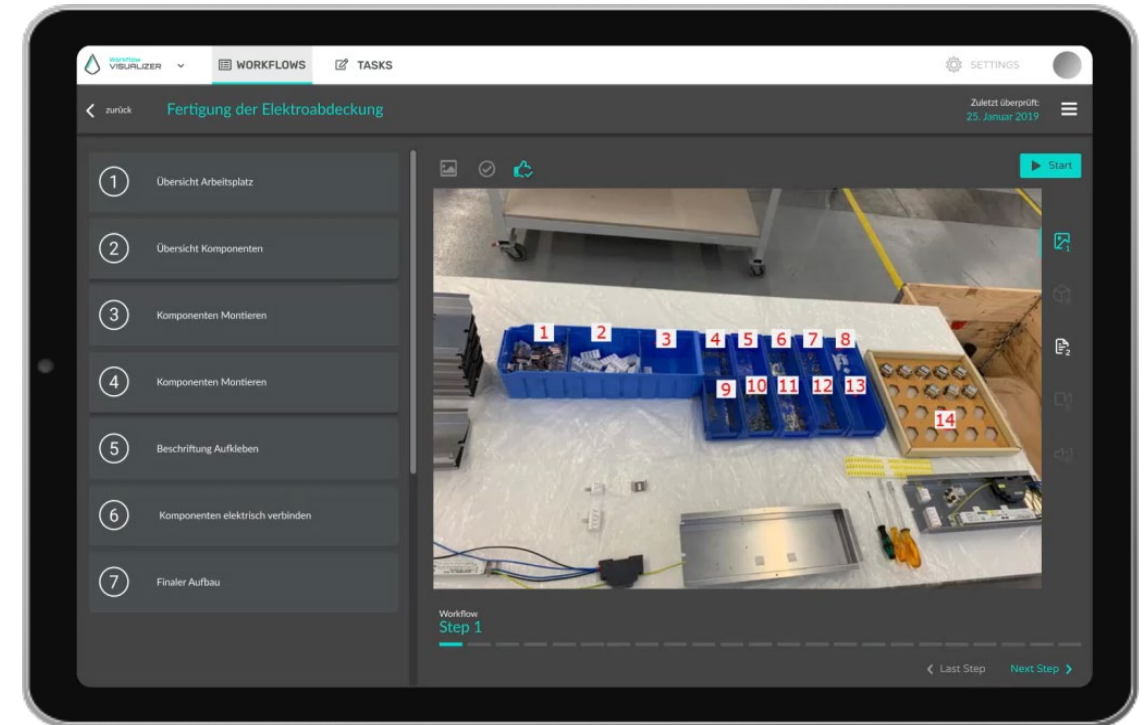 Workflow
VISUALIZER
WORKFLOWS
TASKS
SETTINGS
zurück
Fertigung der Elektroabdeckung
Zuletzt überprüft:
25. Januar 2019
1 Übersicht Arbeitsplatz
2 Übersicht Komponenten
3 Komponenten Montieren
4 Komponenten Montieren
5 Beschriftung Aufkleben
6 Komponenten elektrisch verbinden
7 Finaler Aufbau
Start
1 2 3 4 5 6 7 8
9 10 11 12 13
14
1
2
Workflow
Step 1
Last Step
Next Step